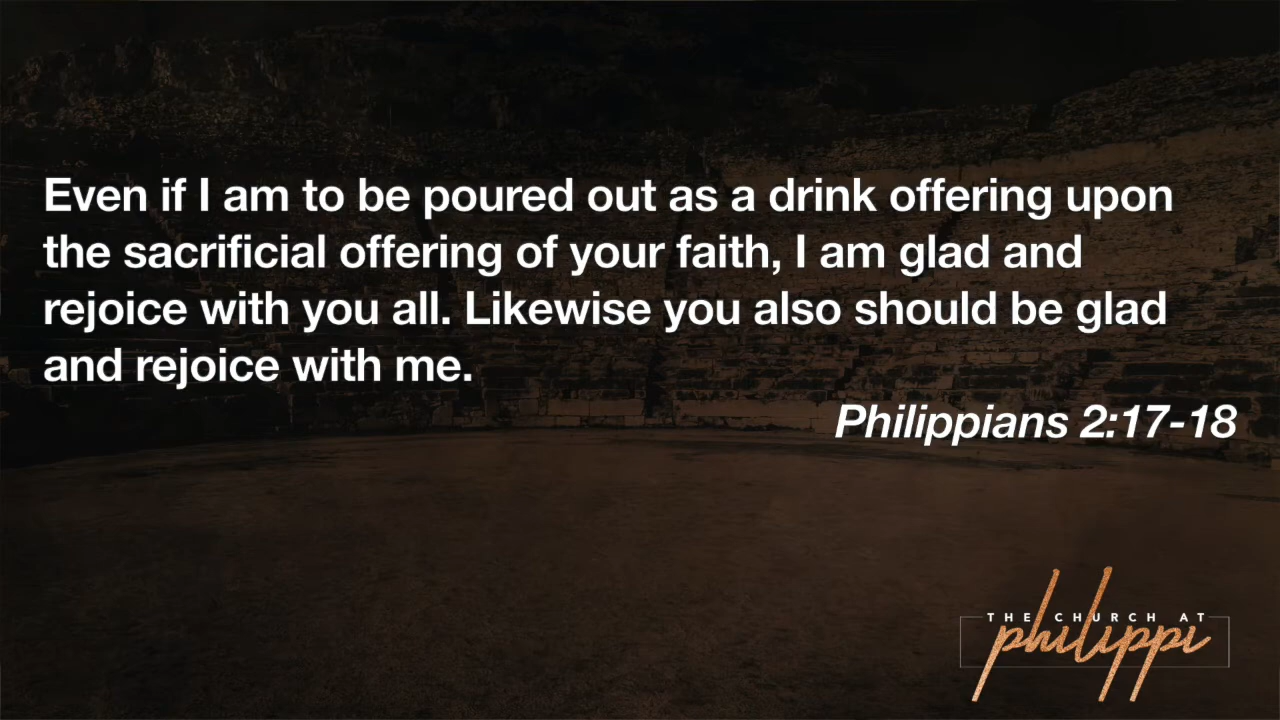 Even if I am to be poured out as a drink offering upon
the sacrificial offering of your faith, I am glad and
rejoice with you all. Likewise you also should be glad
and rejoice with me.
Philippians 2:17-18
THE CHURCH AT
philippi